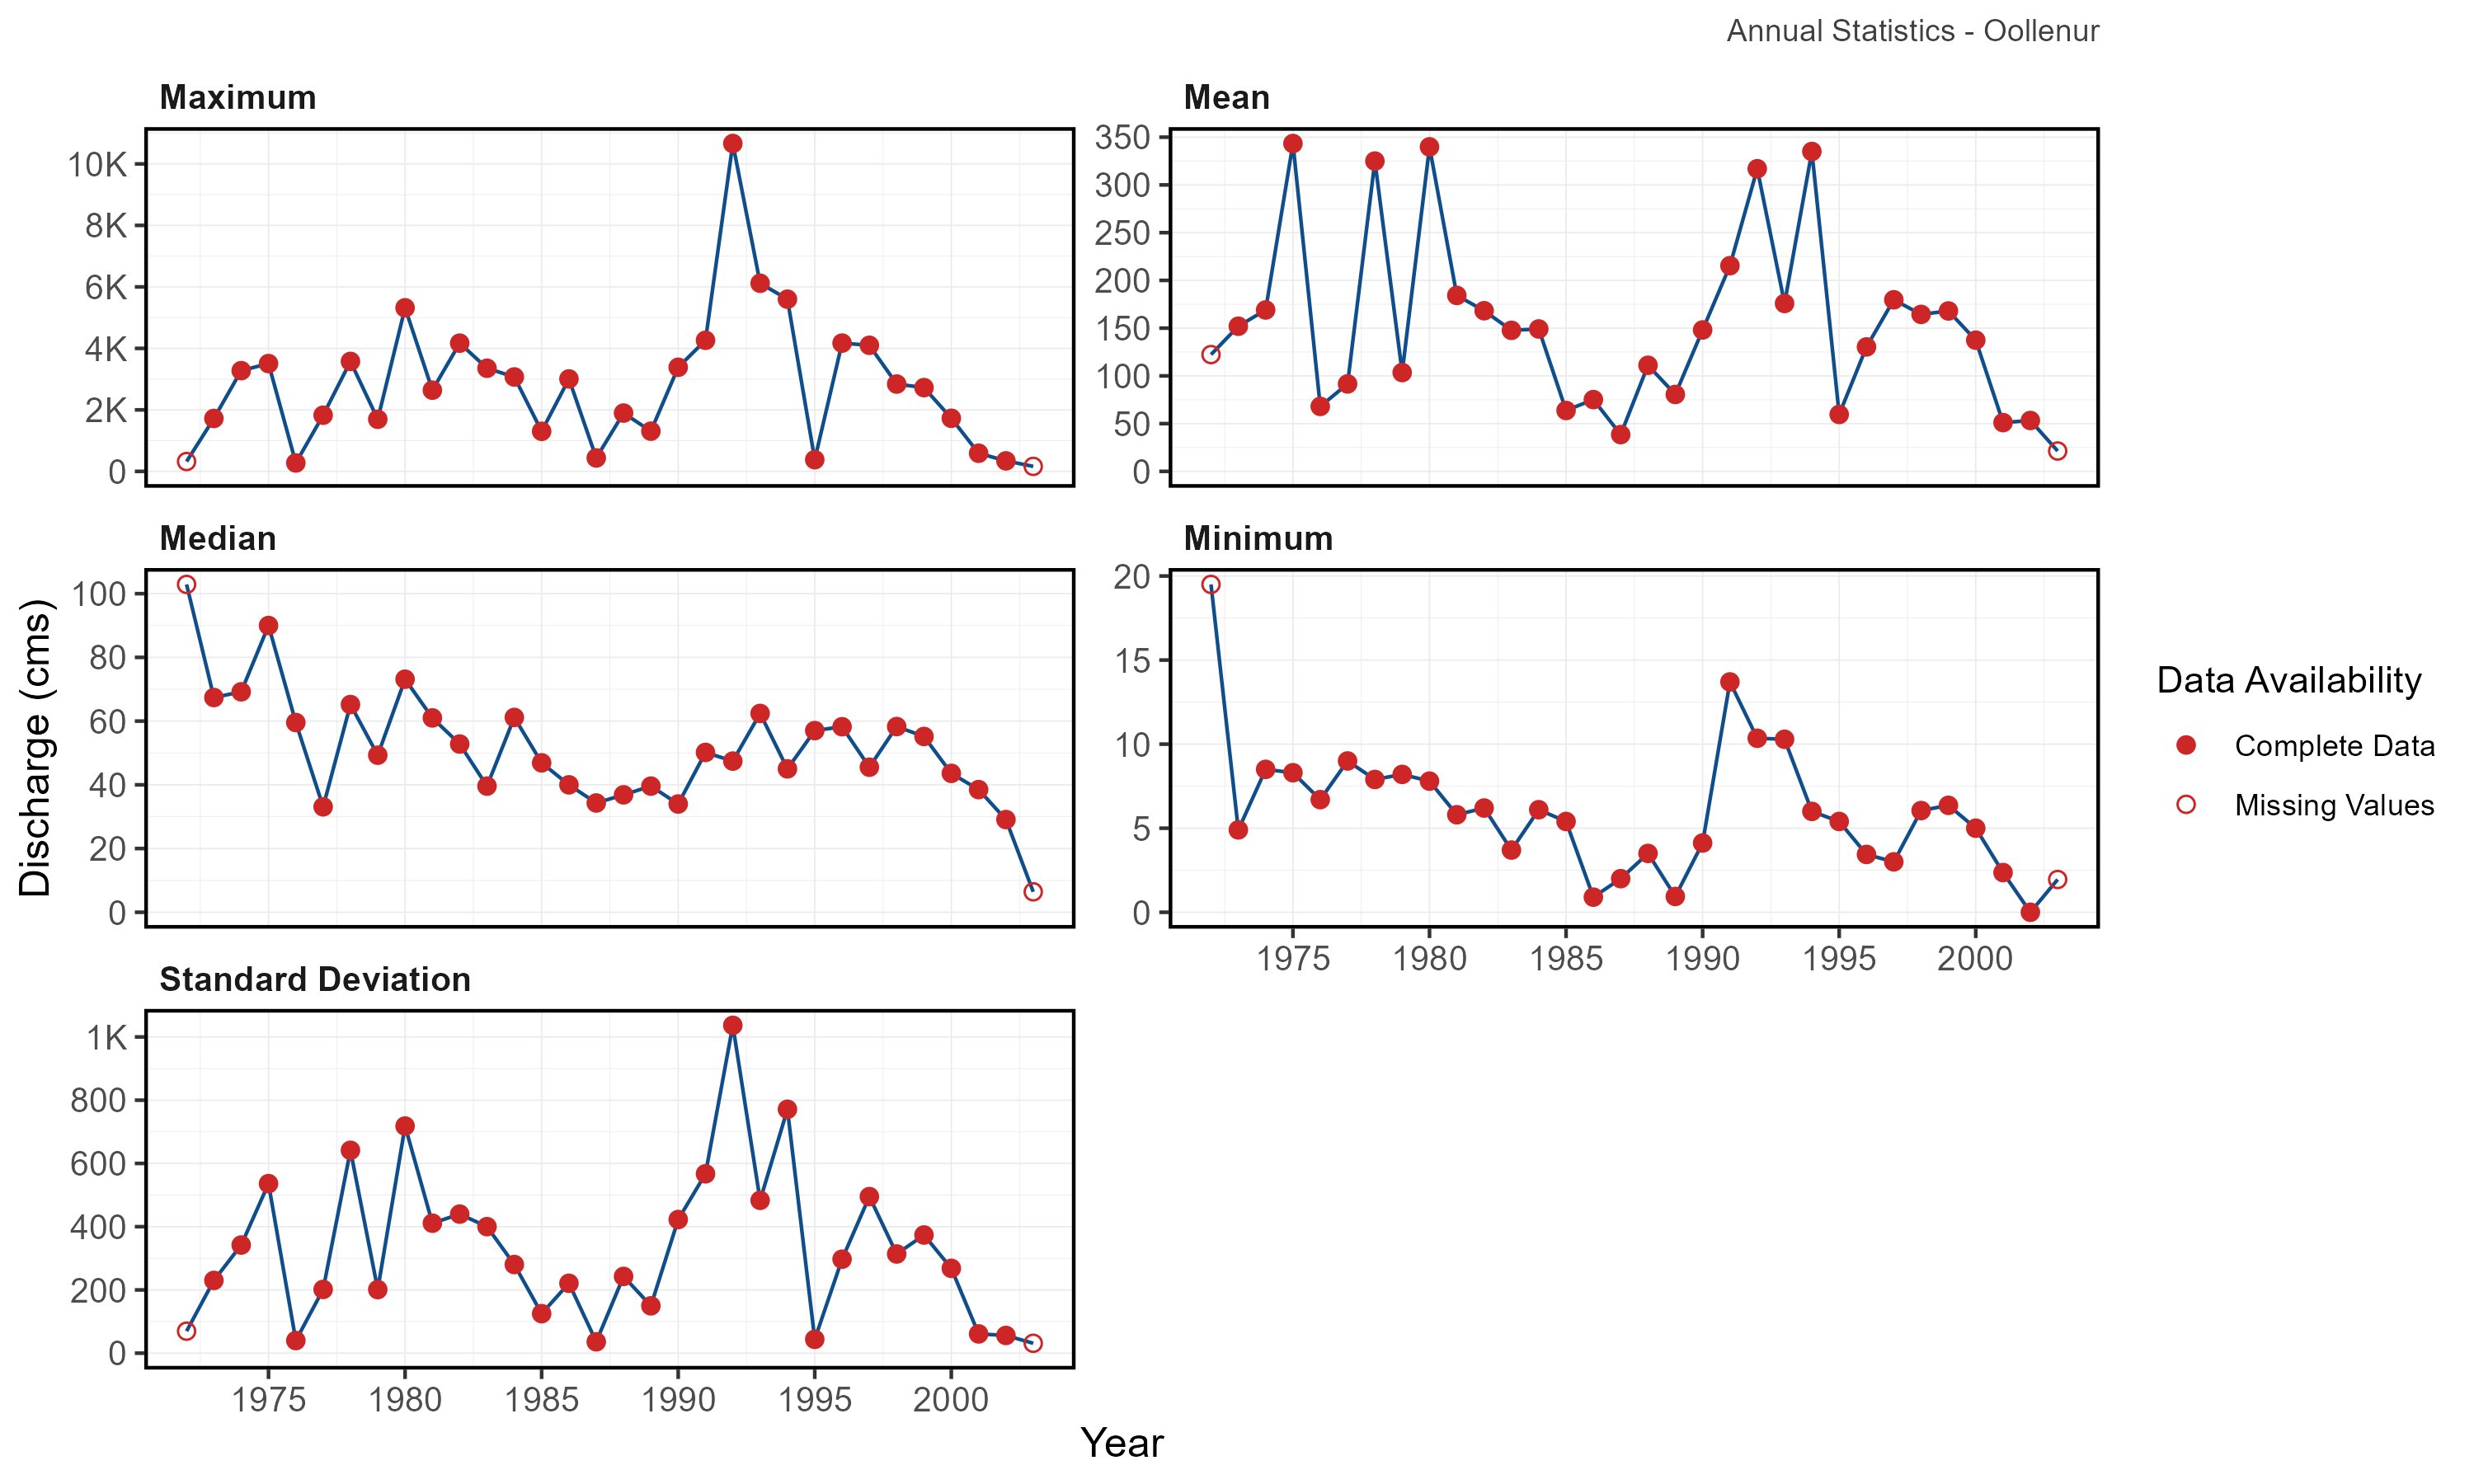 Annual Statistics - Oollenur
Maximum
10K
8K
6K
4K
2K
0
Mean
350
300
250
200
150
100
50
0
Discharge (cms)
Median
100
80
60
40
20
0
Minimum
20
15
10
5
0
1975 1980 1985 1990 1995 2000
Standard Deviation
1K
800
600
400
200
0
1975 1980 1985 1990 1995 2000
Year
Data Availability
Complete Data
Missing Values